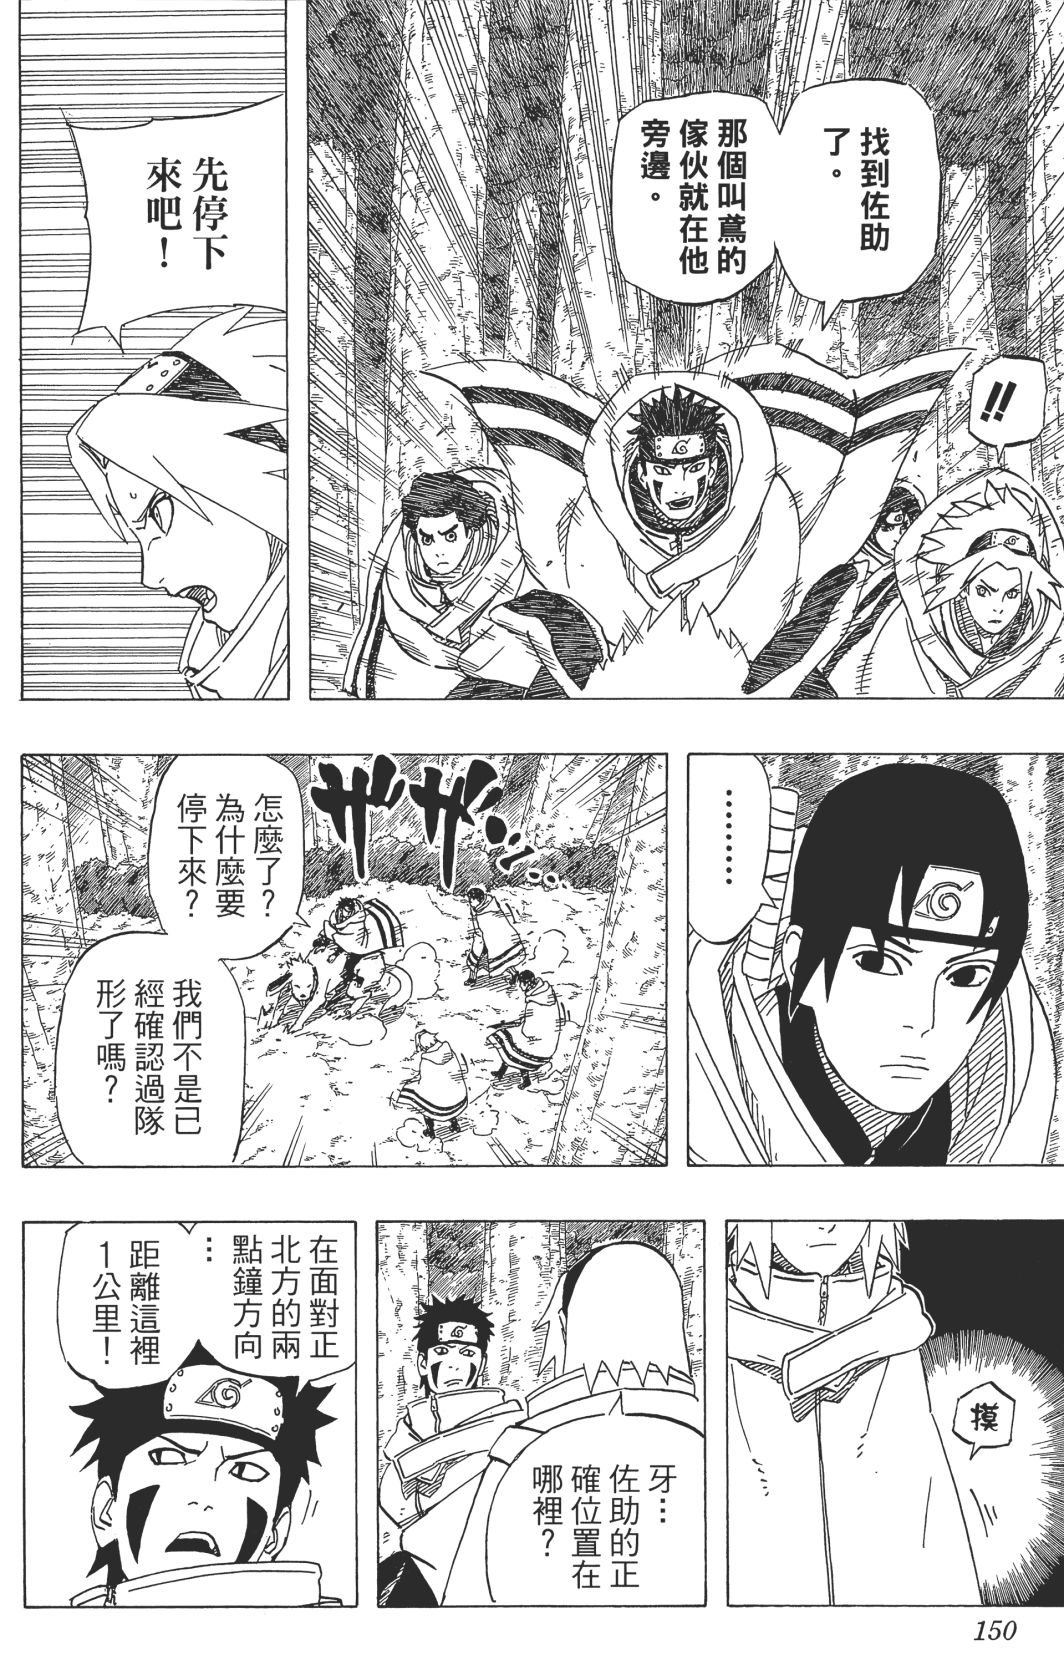 找到佐助
了。
那個叫鳶的
傢伙就在他
旁邊。
!!
先停下
來吧！
………
ザザッ…
怎麼了？
為什麼要
停下來？
我們不是已
經確認過隊
形了嗎？
摸
牙…
佐助的正
確位置在
哪裡？
在面對正
北方的兩
點鐘方向
…
距離這裡
1公里！
150